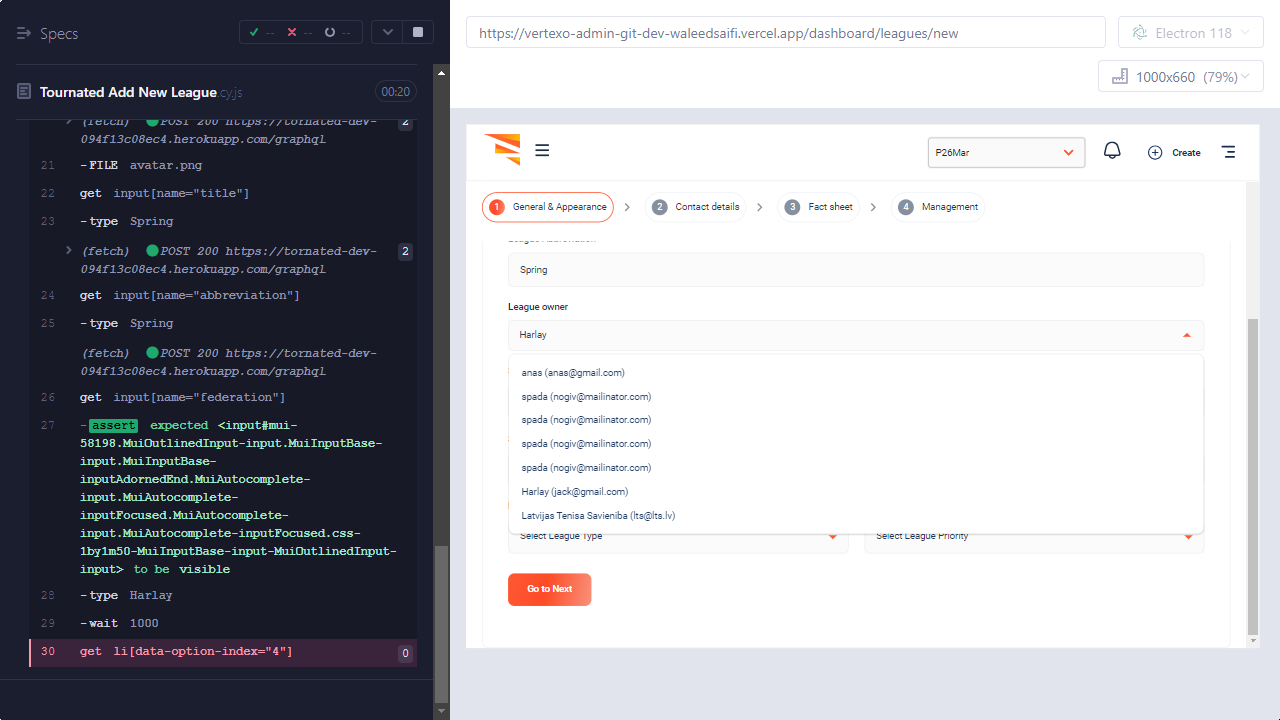 Specs
--
--
--
https://vertexo-admin-git-dev-waleedsaifi.vercel.app/dashboard/leagues/new
Electron 118
1000x660 (79%)
Tournated Add New League.cy.js
00:20
(fetch) POST 200 https://tornated-dev-
094f13c08ec4.herokuapp.com/graphql
2
21 -FILE avatar.png
22 get input[name="title"]
23 -type Spring
(fetch) POST 200 https://tornated-dev-
094f13c08ec4.herokuapp.com/graphql
2
24 get input[name="abbreviation"]
25 -type Spring
(fetch) POST 200 https://tornated-dev-
094f13c08ec4.herokuapp.com/graphql
26 get input[name="federation"]
27 -assert expected <input#mui-
58198.MuiOutlinedInput-input.MuiInputBase-
input.MuiInputBase-
inputAdornedEnd.MuiAutocomplete-
input.MuiAutocomplete-
inputFocused.MuiAutocomplete-
input.MuiAutocomplete-inputFocused.css-
1by1m50-MuiInputBase-input-MuiOutlinedInput-
input> to be visible
28 -type Harlay
29 -wait 1000
30 get li[data-option-index="4"]
0
P26Mar
Create
1 General & Appearance
2 Contact details
3 Fact sheet
4 Management
Spring
League owner
Harlay
anas (anas@gmail.com)
spada (nogiv@mailinator.com)
spada (nogiv@mailinator.com)
spada (nogiv@mailinator.com)
spada (nogiv@mailinator.com)
Harlay (jack@gmail.com)
Latvijas Tenisa Savieniba (lts@lts.lv)
Select League Type
Select League Priority
Go to Next